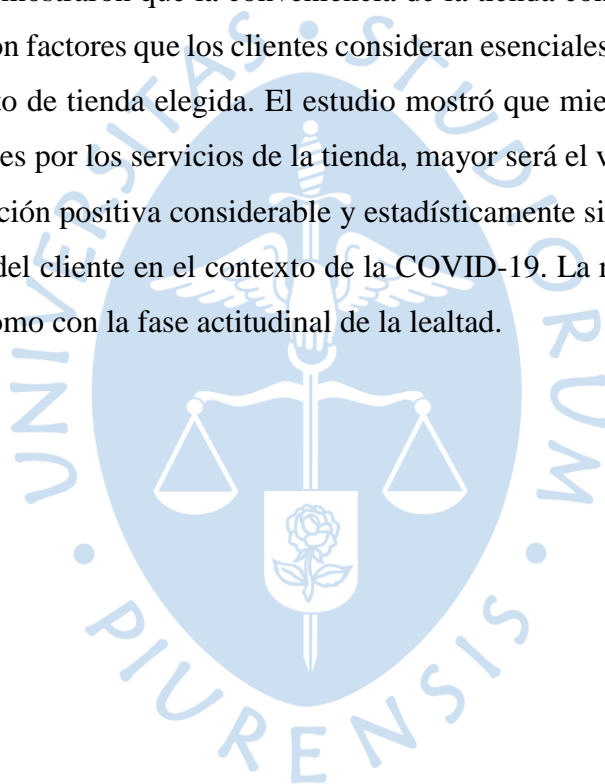 mostraron que la conveniencia de la tienda con
on factores que los clientes consideran esenciales
to de tienda elegida. El estudio mostró que mie
es por los servicios de la tienda, mayor será el v
ción positiva considerable y estadísticamente si
del cliente en el contexto de la COVID-19. La r
omo con la fase actitudinal de la lealtad.
UNIVERSITAS • STUDIORUM • PIURENSIS •